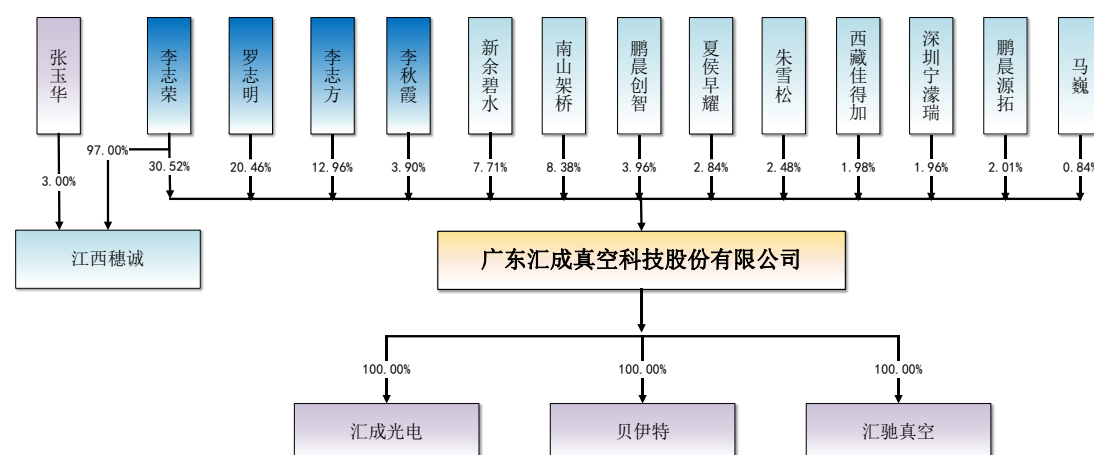 张玉华
李志荣
罗志明
李志方
李秋霞
新余碧水
南山架桥
鹏晨创智
夏侯早耀
朱雪松
西藏佳得加
深圳宁濛瑞
鹏晨源拓
马巍
97.00%
3.00%
30.52%
20.46%
12.96%
3.90%
7.71%
8.38%
3.96%
2.84%
2.48%
1.98%
1.96%
2.01%
0.84%
江西穗诚
广东汇成真空科技股份有限公司
100.00%
100.00%
100.00%
汇成光电
贝伊特
汇驰真空